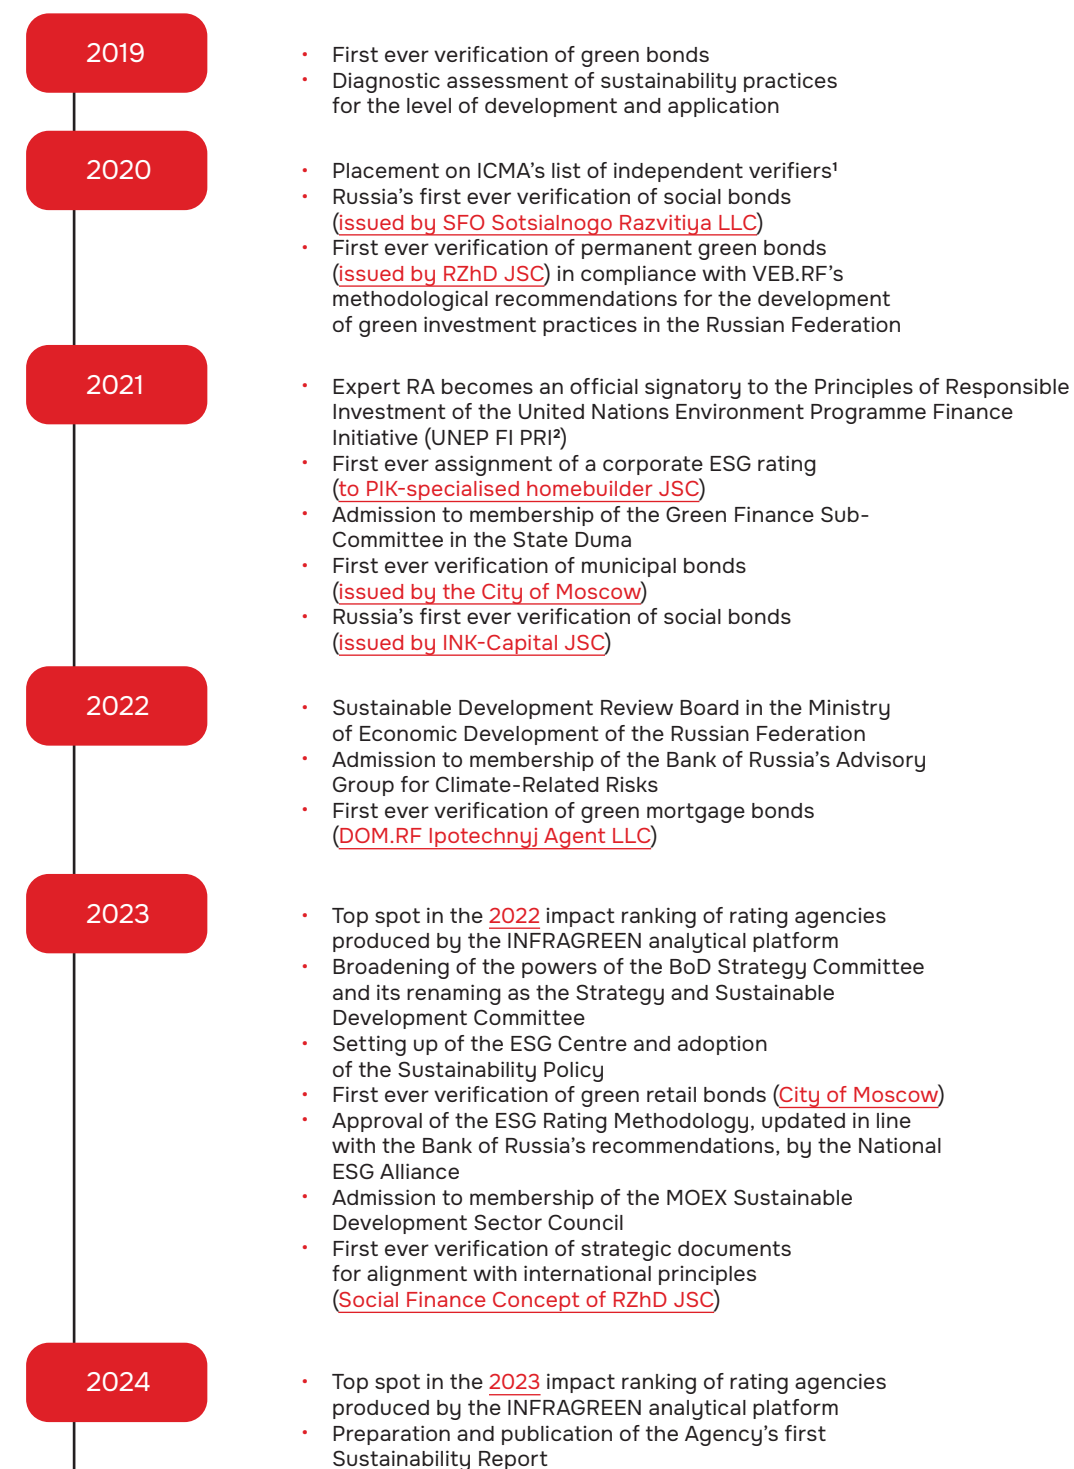 2019
• First ever verification of green bonds
• Diagnostic assessment of sustainability practices
for the level of development and application
2020
• Placement on ICMA's list of independent verifiers¹
• Russia's first ever verification of social bonds
(issued by SFO Sotsialnogo Razvitiya LLC)
• First ever verification of permanent green bonds
(issued by RZhD JSC) in compliance with VEB.RF's
methodological recommendations for the development
of green investment practices in the Russian Federation
2021
• Expert RA becomes an official signatory to the Principles of Responsible
Investment of the United Nations Environment Programme Finance
Initiative (UNEP FI PRI²)
• First ever assignment of a corporate ESG rating
(to PIK-specialised homebuilder JSC)
• Admission to membership of the Green Finance Sub-
Committee in the State Duma
• First ever verification of municipal bonds
(issued by the City of Moscow)
• Russia's first ever verification of social bonds
(issued by INK-Capital JSC)
2022
• Sustainable Development Review Board in the Ministry
of Economic Development of the Russian Federation
• Admission to membership of the Bank of Russia's Advisory
Group for Climate-Related Risks
• First ever verification of green mortgage bonds
(DOM.RF Ipotechnyj Agent LLC)
2023
• Top spot in the 2022 impact ranking of rating agencies
produced by the INFRAGREEN analytical platform
• Broadening of the powers of the BoD Strategy Committee
and its renaming as the Strategy and Sustainable
Development Committee
• Setting up of the ESG Centre and adoption
of the Sustainability Policy
• First ever verification of green retail bonds (City of Moscow)
• Approval of the ESG Rating Methodology, updated in line
with the Bank of Russia's recommendations, by the National
ESG Alliance
• Admission to membership of the MOEX Sustainable
Development Sector Council
• First ever verification of strategic documents
for alignment with international principles
(Social Finance Concept of RZhD JSC)
2024
• Top spot in the 2023 impact ranking of rating agencies
produced by the INFRAGREEN analytical platform
• Preparation and publication of the Agency's first
Sustainability Report